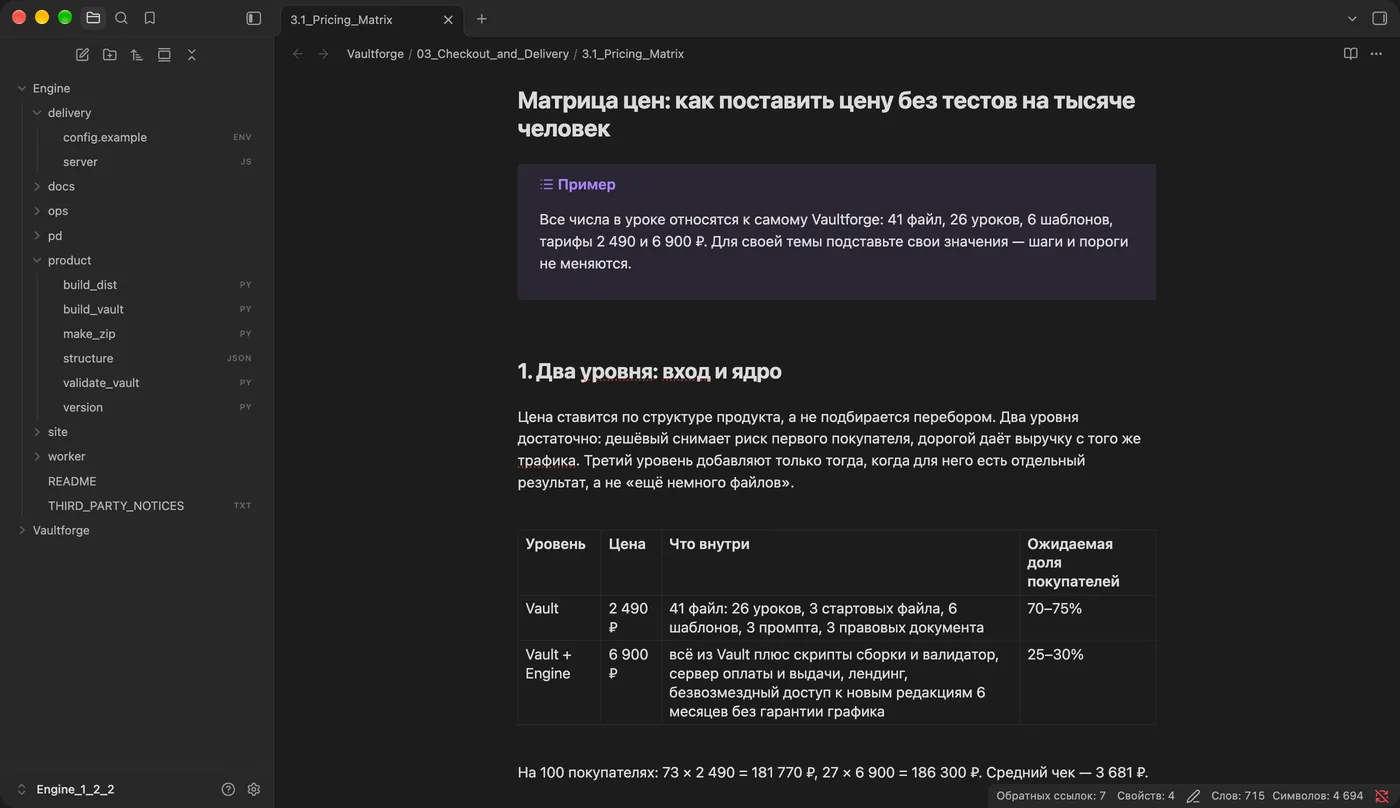 3.1_Pricing_Matrix
Vaultforge / 03_Checkout_and_Delivery / 3.1_Pricing_Matrix
Engine
delivery
config.example ENV
server JS
docs
ops
pd
product
build_dist PY
build_vault PY
make_zip PY
structure JSON
validate_vault PY
version PY
site
worker
README
THIRD_PARTY_NOTICES TXT
Vaultforge
Engine_1_2_2
Матрица цен: как поставить цену без тестов на тысяче
человек
Пример
Все числа в уроке относятся к самому Vaultforge: 41 файл, 26 уроков, 6 шаблонов,
тарифы 2 490 и 6 900 ₽. Для своей темы подставьте свои значения — шаги и пороги
не меняются.
1. Два уровня: вход и ядро
Цена ставится по структуре продукта, а не подбирается перебором. Два уровня
достаточно: дешёвый снимает риск первого покупателя, дорогой даёт выручку с того же
трафика. Третий уровень добавляют только тогда, когда для него есть отдельный
результат, а не «ещё немного файлов».
Уровень Цена Что внутри Ожидаемая
доля
покупателей
Vault 2 490 41 файл: 26 уроков, 3 стартовых файла, 6 70–75%
₽ шаблонов, 3 промпта, 3 правовых документа
Vault + 6 900 всё из Vault плюс скрипты сборки и валидатор, 25–30%
Engine ₽ сервер оплаты и выдачи, лендинг,
безвозмездный доступ к новым редакциям 6
месяцев без гарантии графика
На 100 покупателей: 73 × 2 490 = 181 770 ₽, 27 × 6 900 = 186 300 ₽. Средний чек — 3 681 ₽.
Обратных ссылок: 7 Свойств: 4 Слов: 715 Символов: 4 694